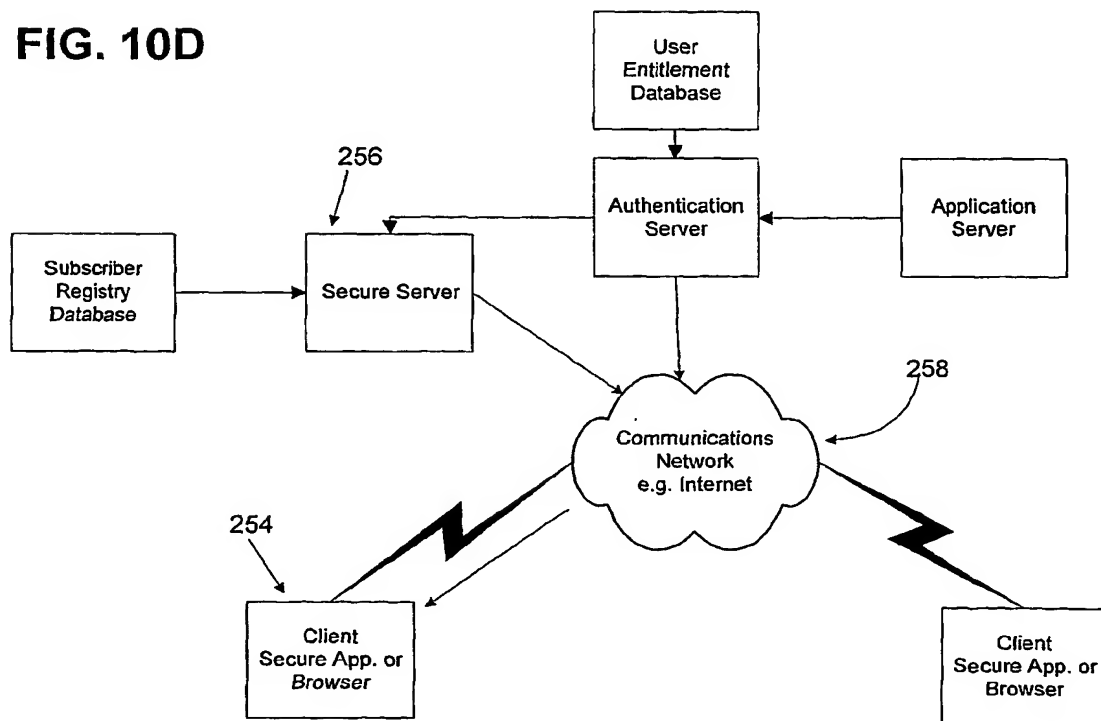 FIG. 10D
User
Entitlement
Database
256
Authentication
Server
Application
Server
Subscriber
Registry
Database
Secure Server
258
Communications
Network
e.g. Internet
254
Client
Secure App. or
Browser
Client
Secure App. or
Browser